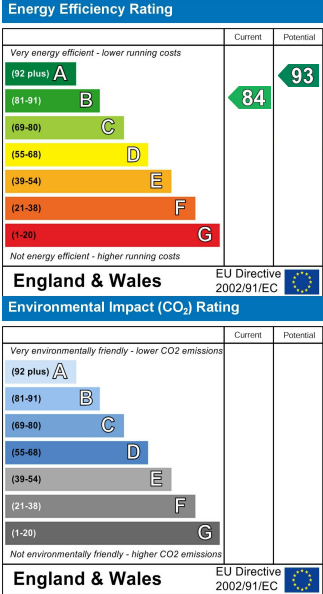 Energy Efficiency Rating
Current Potential
Very energy efficient - lower running costs
(92 plus) A
93
(81-91) B
84
(69-80) C
(55-68) D
(39-54) E
(21-38) F
(1-20) G
Not energy efficient - higher running costs
England & Wales
EU Directive
2002/91/EC
Environmental Impact (CO₂) Rating
Current Potential
Very environmentally friendly - lower CO2 emissions
(92 plus) A
(81-91) B
(69-80) C
(55-68) D
(39-54) E
(21-38) F
(1-20) G
Not environmentally friendly - higher CO2 emissions
England & Wales
EU Directive
2002/91/EC